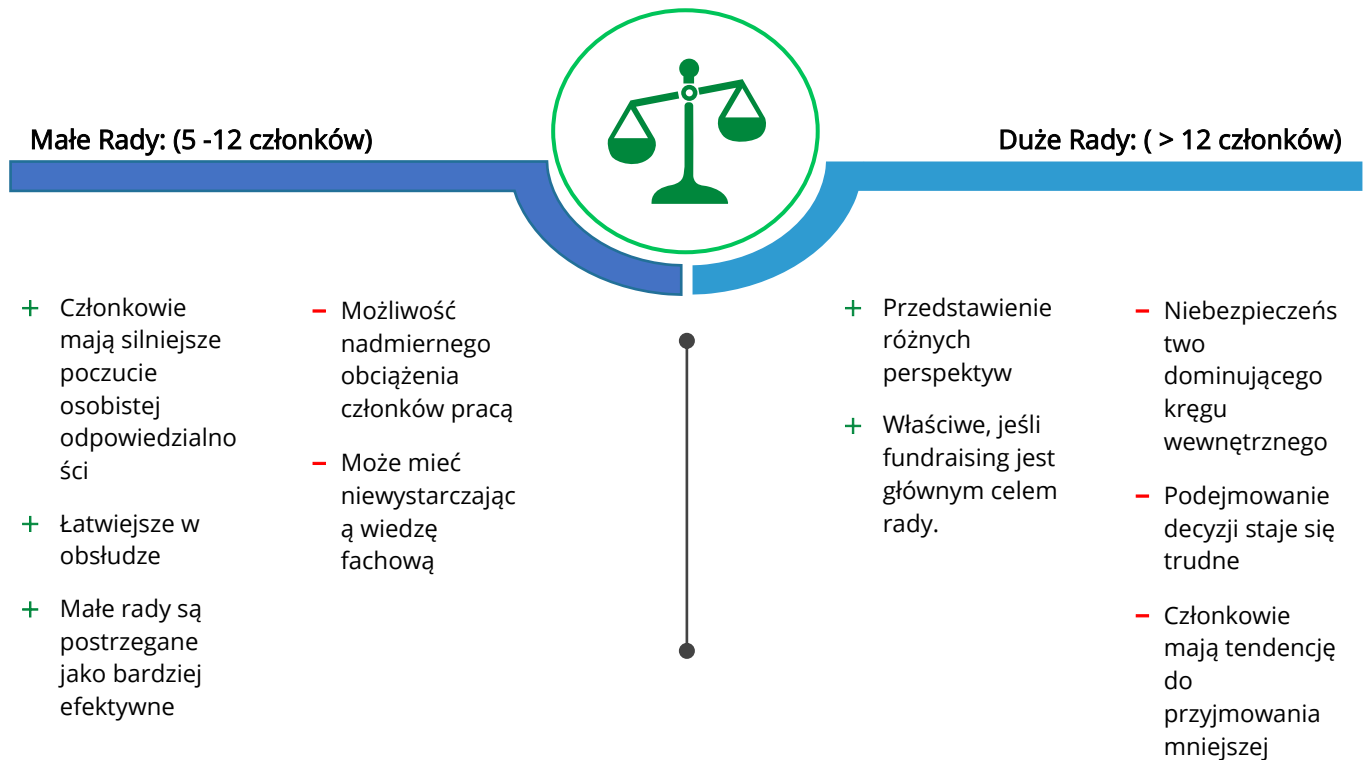 Małe Rady: (5 -12 członków)
Duże Rady: ( > 12 członków)
+ Członkowie
mają silniejsze
poczucie
osobistej
odpowiedzialno
ści
+ Łatwiejsze w
obsłudze
+ Małe rady są
postrzegane
jako bardziej
efektywne
– Możliwość
nadmiernego
obciążenia
członków pracą
– Może mieć
niewystarczając
ą wiedzę
fachową
+ Przedstawienie
różnych
perspektyw
+ Właściwe, jeśli
fundraising jest
głównym celem
rady.
– Niebezpieczeńs
two
dominującego
kręgu
wewnętrznego
– Podejmowanie
decyzji staje się
trudne
– Członkowie
mają tendencję
do
przyjmowania
mniejszej